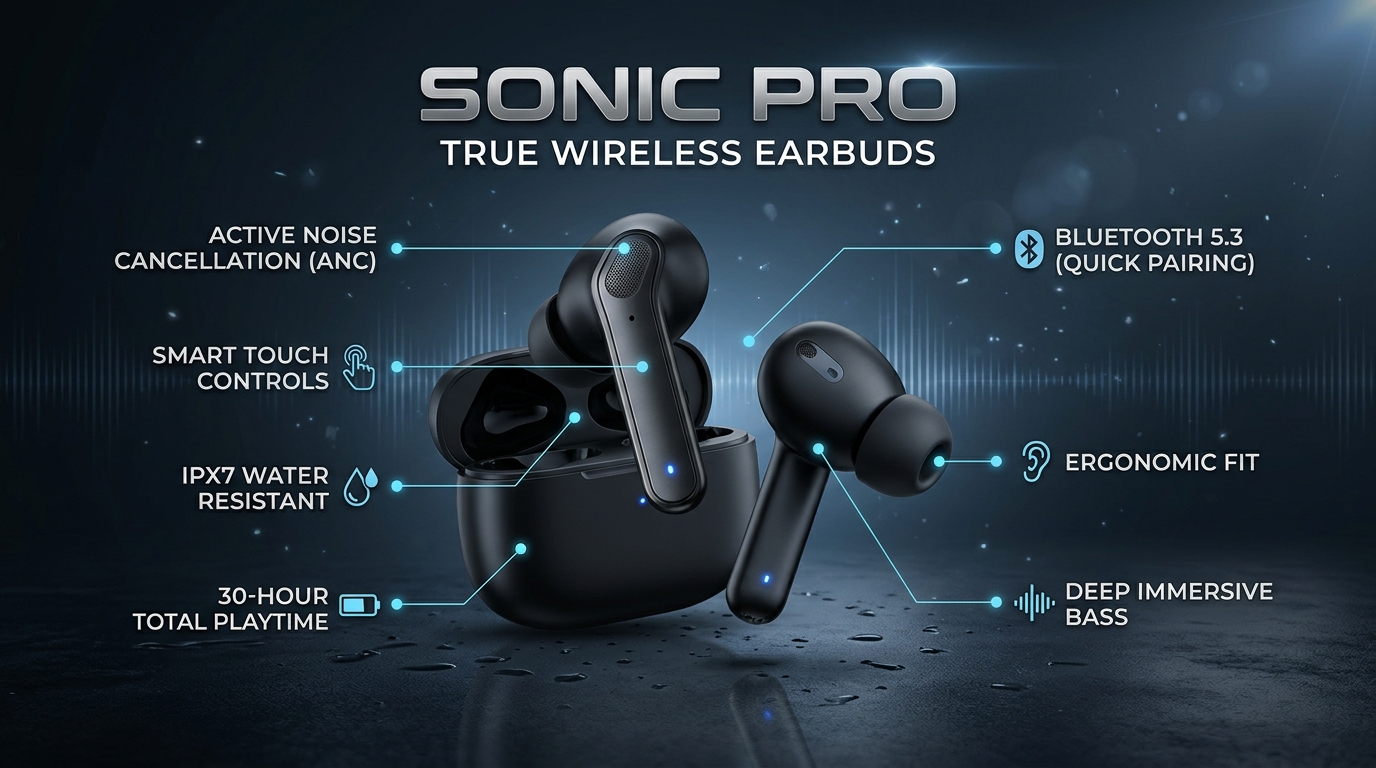 SONIC PRO
TRUE WIRELESS EARBUDS
ACTIVE NOISE
CANCELLATION (ANC)
SMART TOUCH
CONTROLS
IPX7 WATER
RESISTANT
30-HOUR
TOTAL PLAYTIME
BLUETOOTH 5.3
(QUICK PAIRING)
ERGONOMIC FIT
DEEP IMMERSIVE
BASS